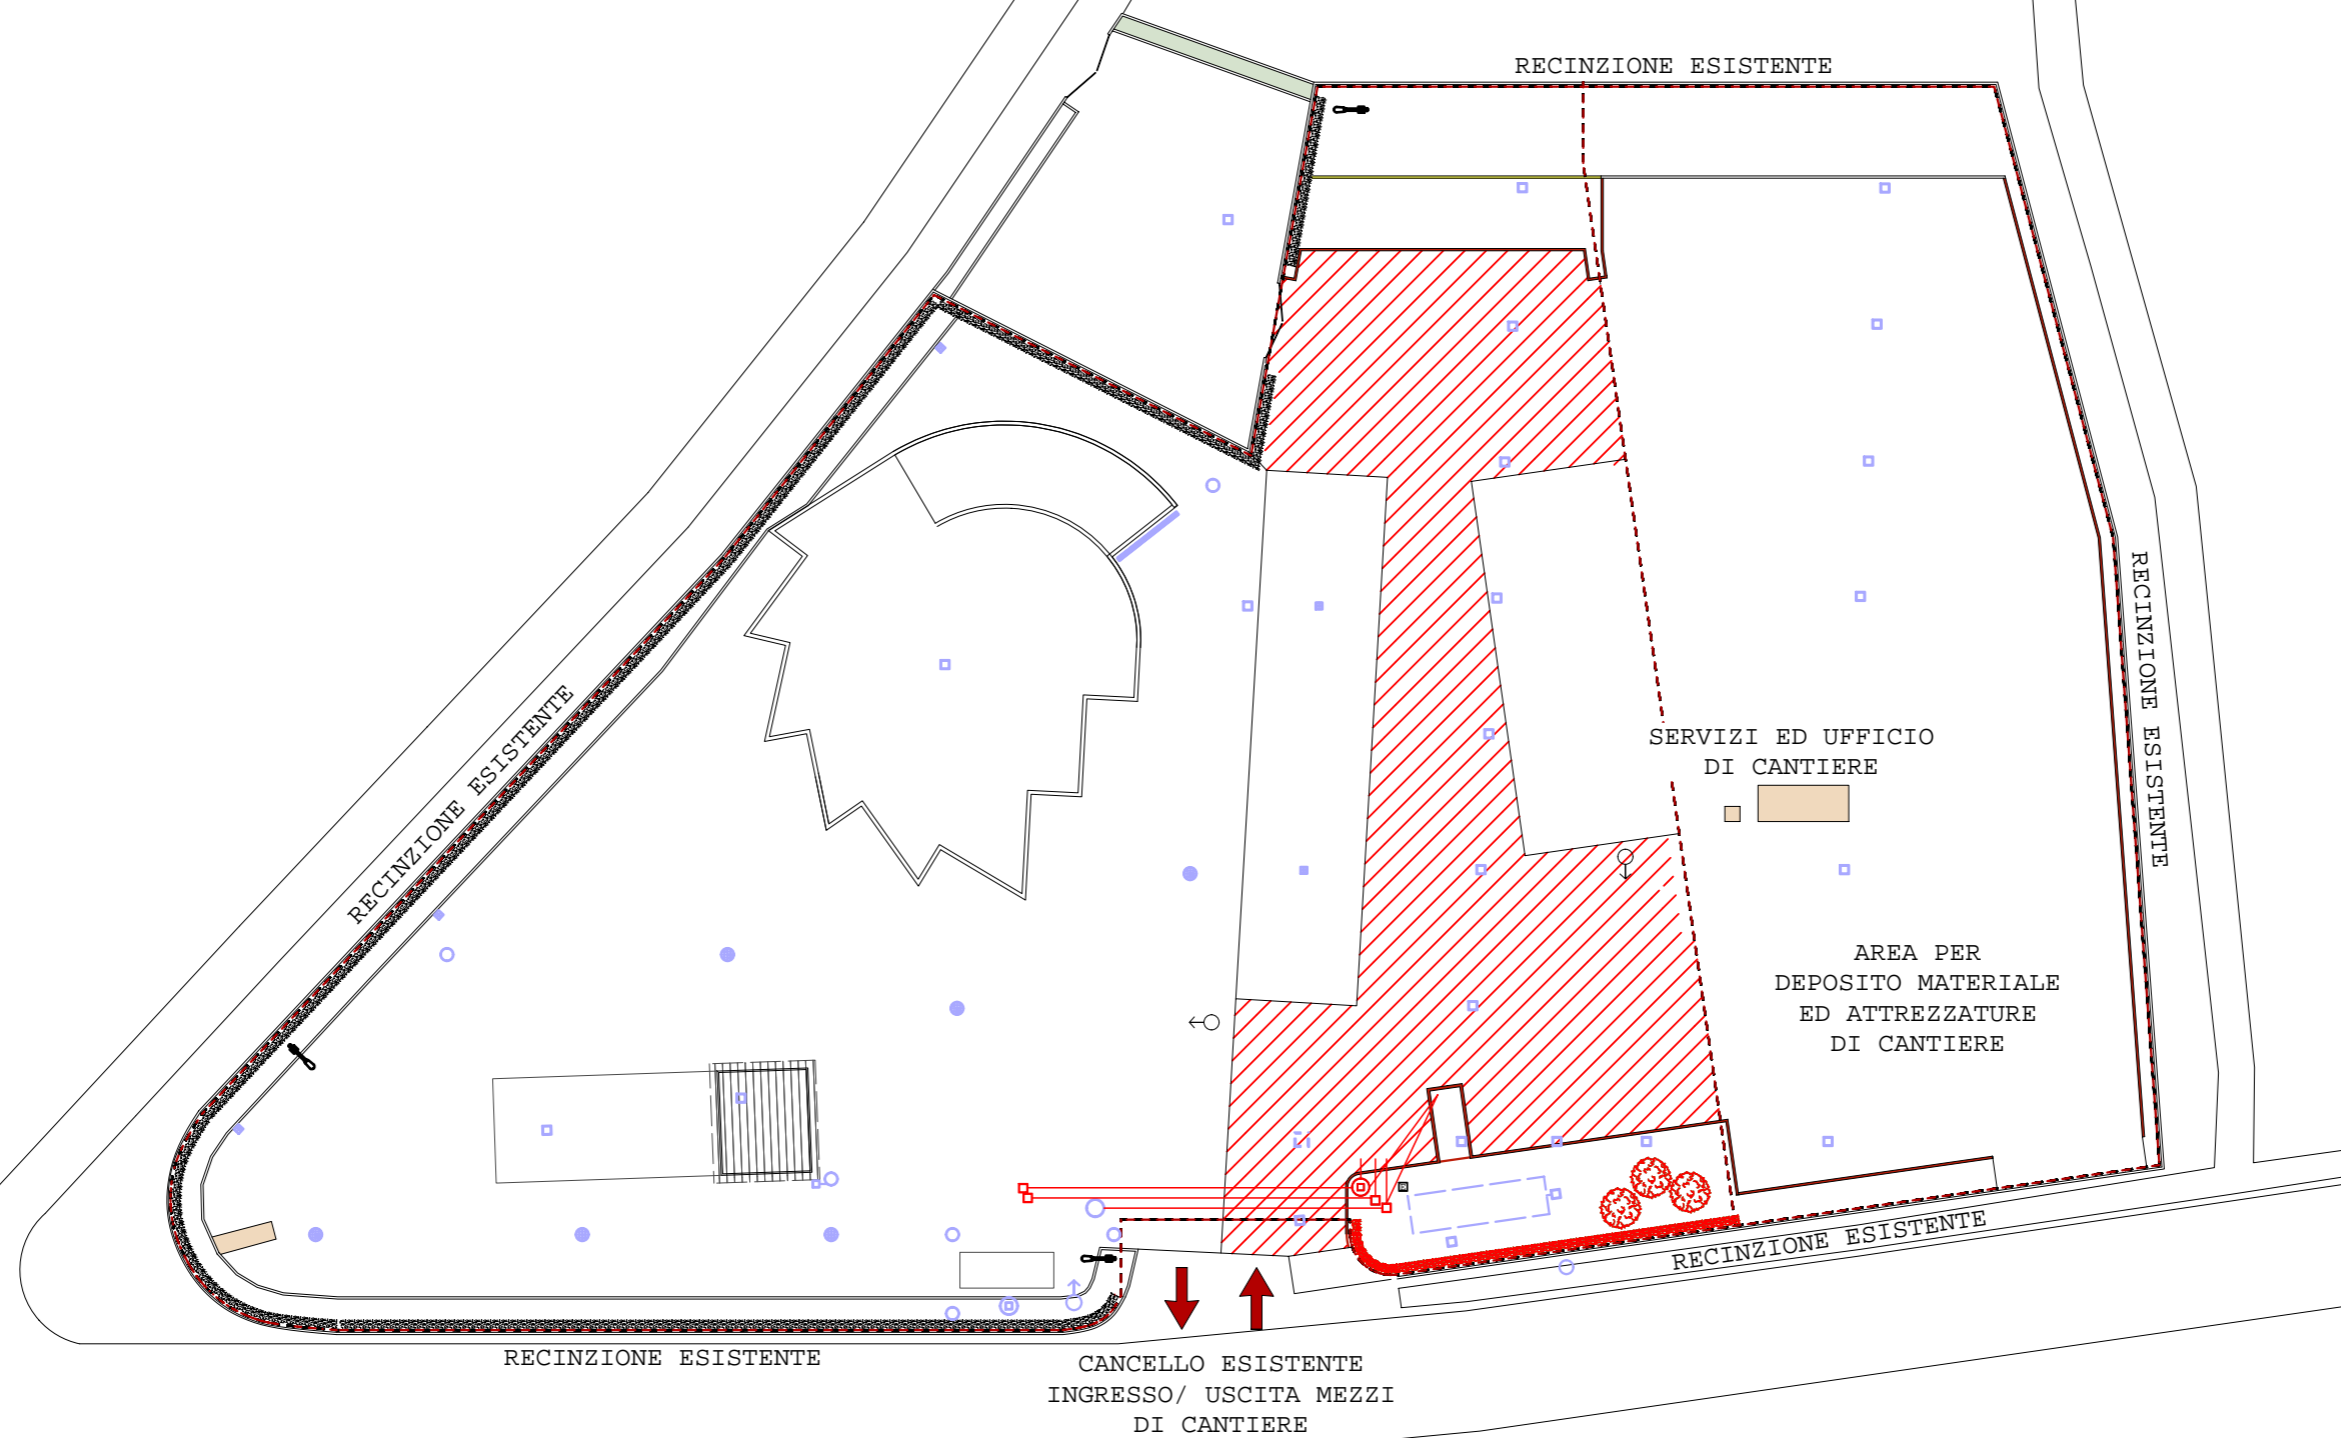 RECINZIONE ESISTENTE
RECINZIONE ESISTENTE
RECINZIONE ESISTENTE
SERVIZI ED UFFICIO
DI CANTIERE
AREA PER
DEPOSITO MATERIALE
ED ATTREZZATURE
DI CANTIERE
RECINZIONE ESISTENTE
RECINZIONE ESISTENTE
CANCELLO ESISTENTE
INGRESSO/ USCITA MEZZI
DI CANTIERE